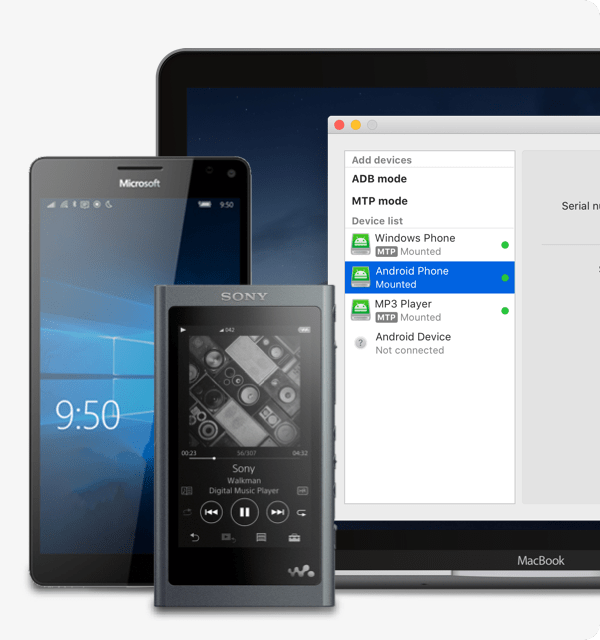 Microsoft
9:50
9:50
SONY
042
00:23
56/307
04:32
Sony
Walkman
Digital Music Player
Add devices
ADB mode
MTP mode
Device list
Windows Phone
MTP Mounted
Android Phone
Mounted
MP3 Player
MTP Mounted
? Android Device
Not connected
Serial nu
MacBook